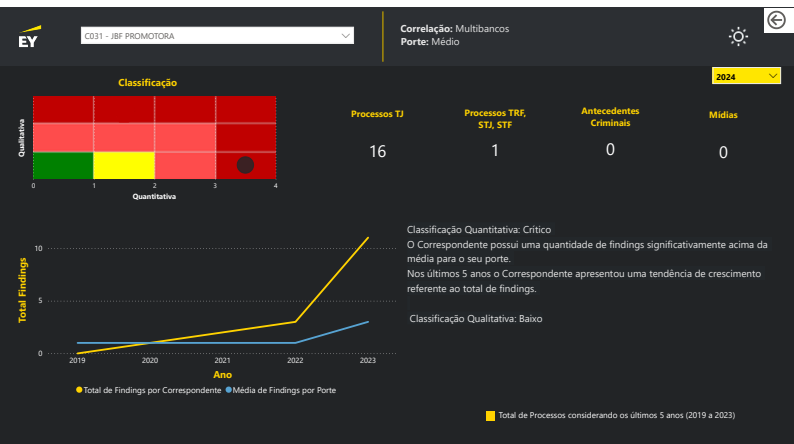 EY
C031 - JBF PROMOTORA
Correlação: Multibancos
Porte: Médio
2024
Classificação
Qualitativa
0 1 2 3 4
Quantitativa
Processos TJ
16
Processos TRF,
STJ, STF
1
Antecedentes
Criminais
0
Mídias
0
Total Findings
10
5
0
2019 2020 2021 2022 2023
Ano
Total de Findings por Correspondente Média de Findings por Porte
Classificação Quantitativa: Crítico
O Correspondente possui uma quantidade de findings significativamente acima da
média para o seu porte.
Nos últimos 5 anos o Correspondente apresentou uma tendência de crescimento
referente ao total de findings.
Classificação Qualitativa: Baixo
Total de Processos considerando os últimos 5 anos (2019 a 2023)